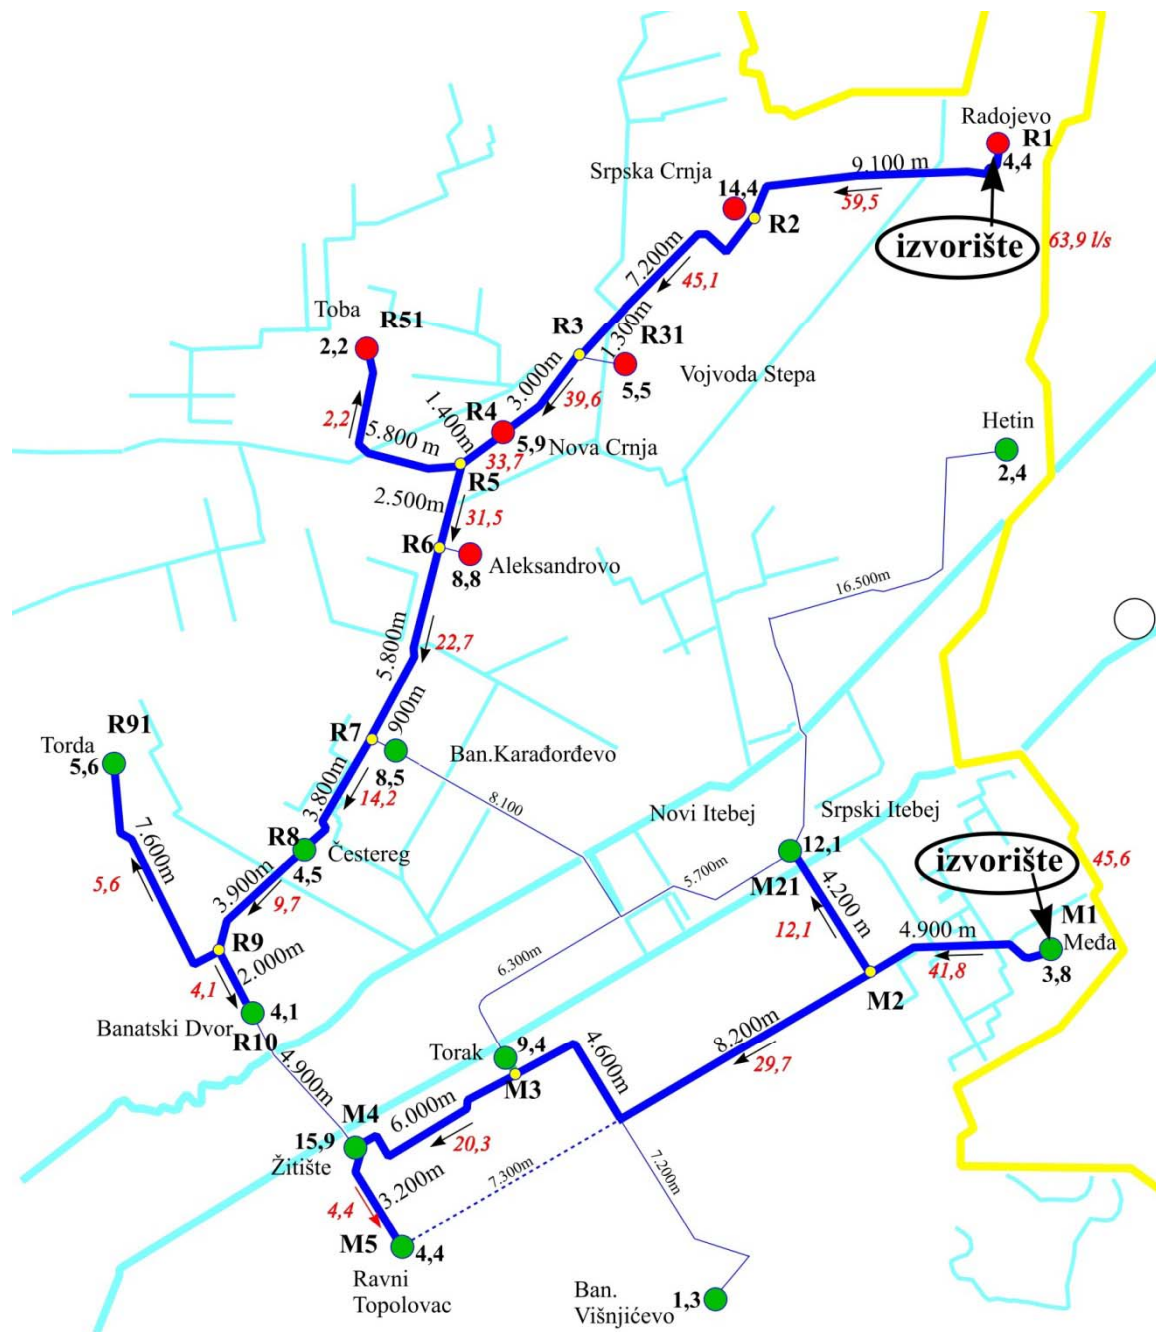 Radojevo
R1
4,4
9.100 m
59,5
Srpska Crnja
14,4
R2
izvorište
63,9 l/s
7.200m
45,1
Toba
R51
2,2
R3
1.300m
R31
5,5
Vojvoda Stepa
3.000m
39,6
R4
1.400m
5,9
Nova Crnja
33,7
2,2
5.800 m
R5
Hetin
2,4
2.500m
31,5
R6
8,8
Aleksandrovo
16.500m
5.800m
22,7
R91
Torda
5,6
R7
900m
8,5
Ban.Karađorđevo
14,2
3.800m
8.100
Novi Itebej
Srpski Itebej
R8
Čestereg
4,5
12,1
M21
izvorište
45,6
7.600m
5,6
3.900m
9,7
5.700m
4.200 m
12,1
M1
Međa
3,8
4.900 m
41,8
M2
R9
2.000m
4,1
6.300m
4,1
Banatski Dvor
R10
4.900m
Torak
9,4
M3
4.600m
8.200m
29,7
M4
15,9
Žitište
6.000m
20,3
3.200m
4,4
7.300m
7.200m
M5
4,4
Ravni
Topolovac
Ban.
Višnjićevo
1,3